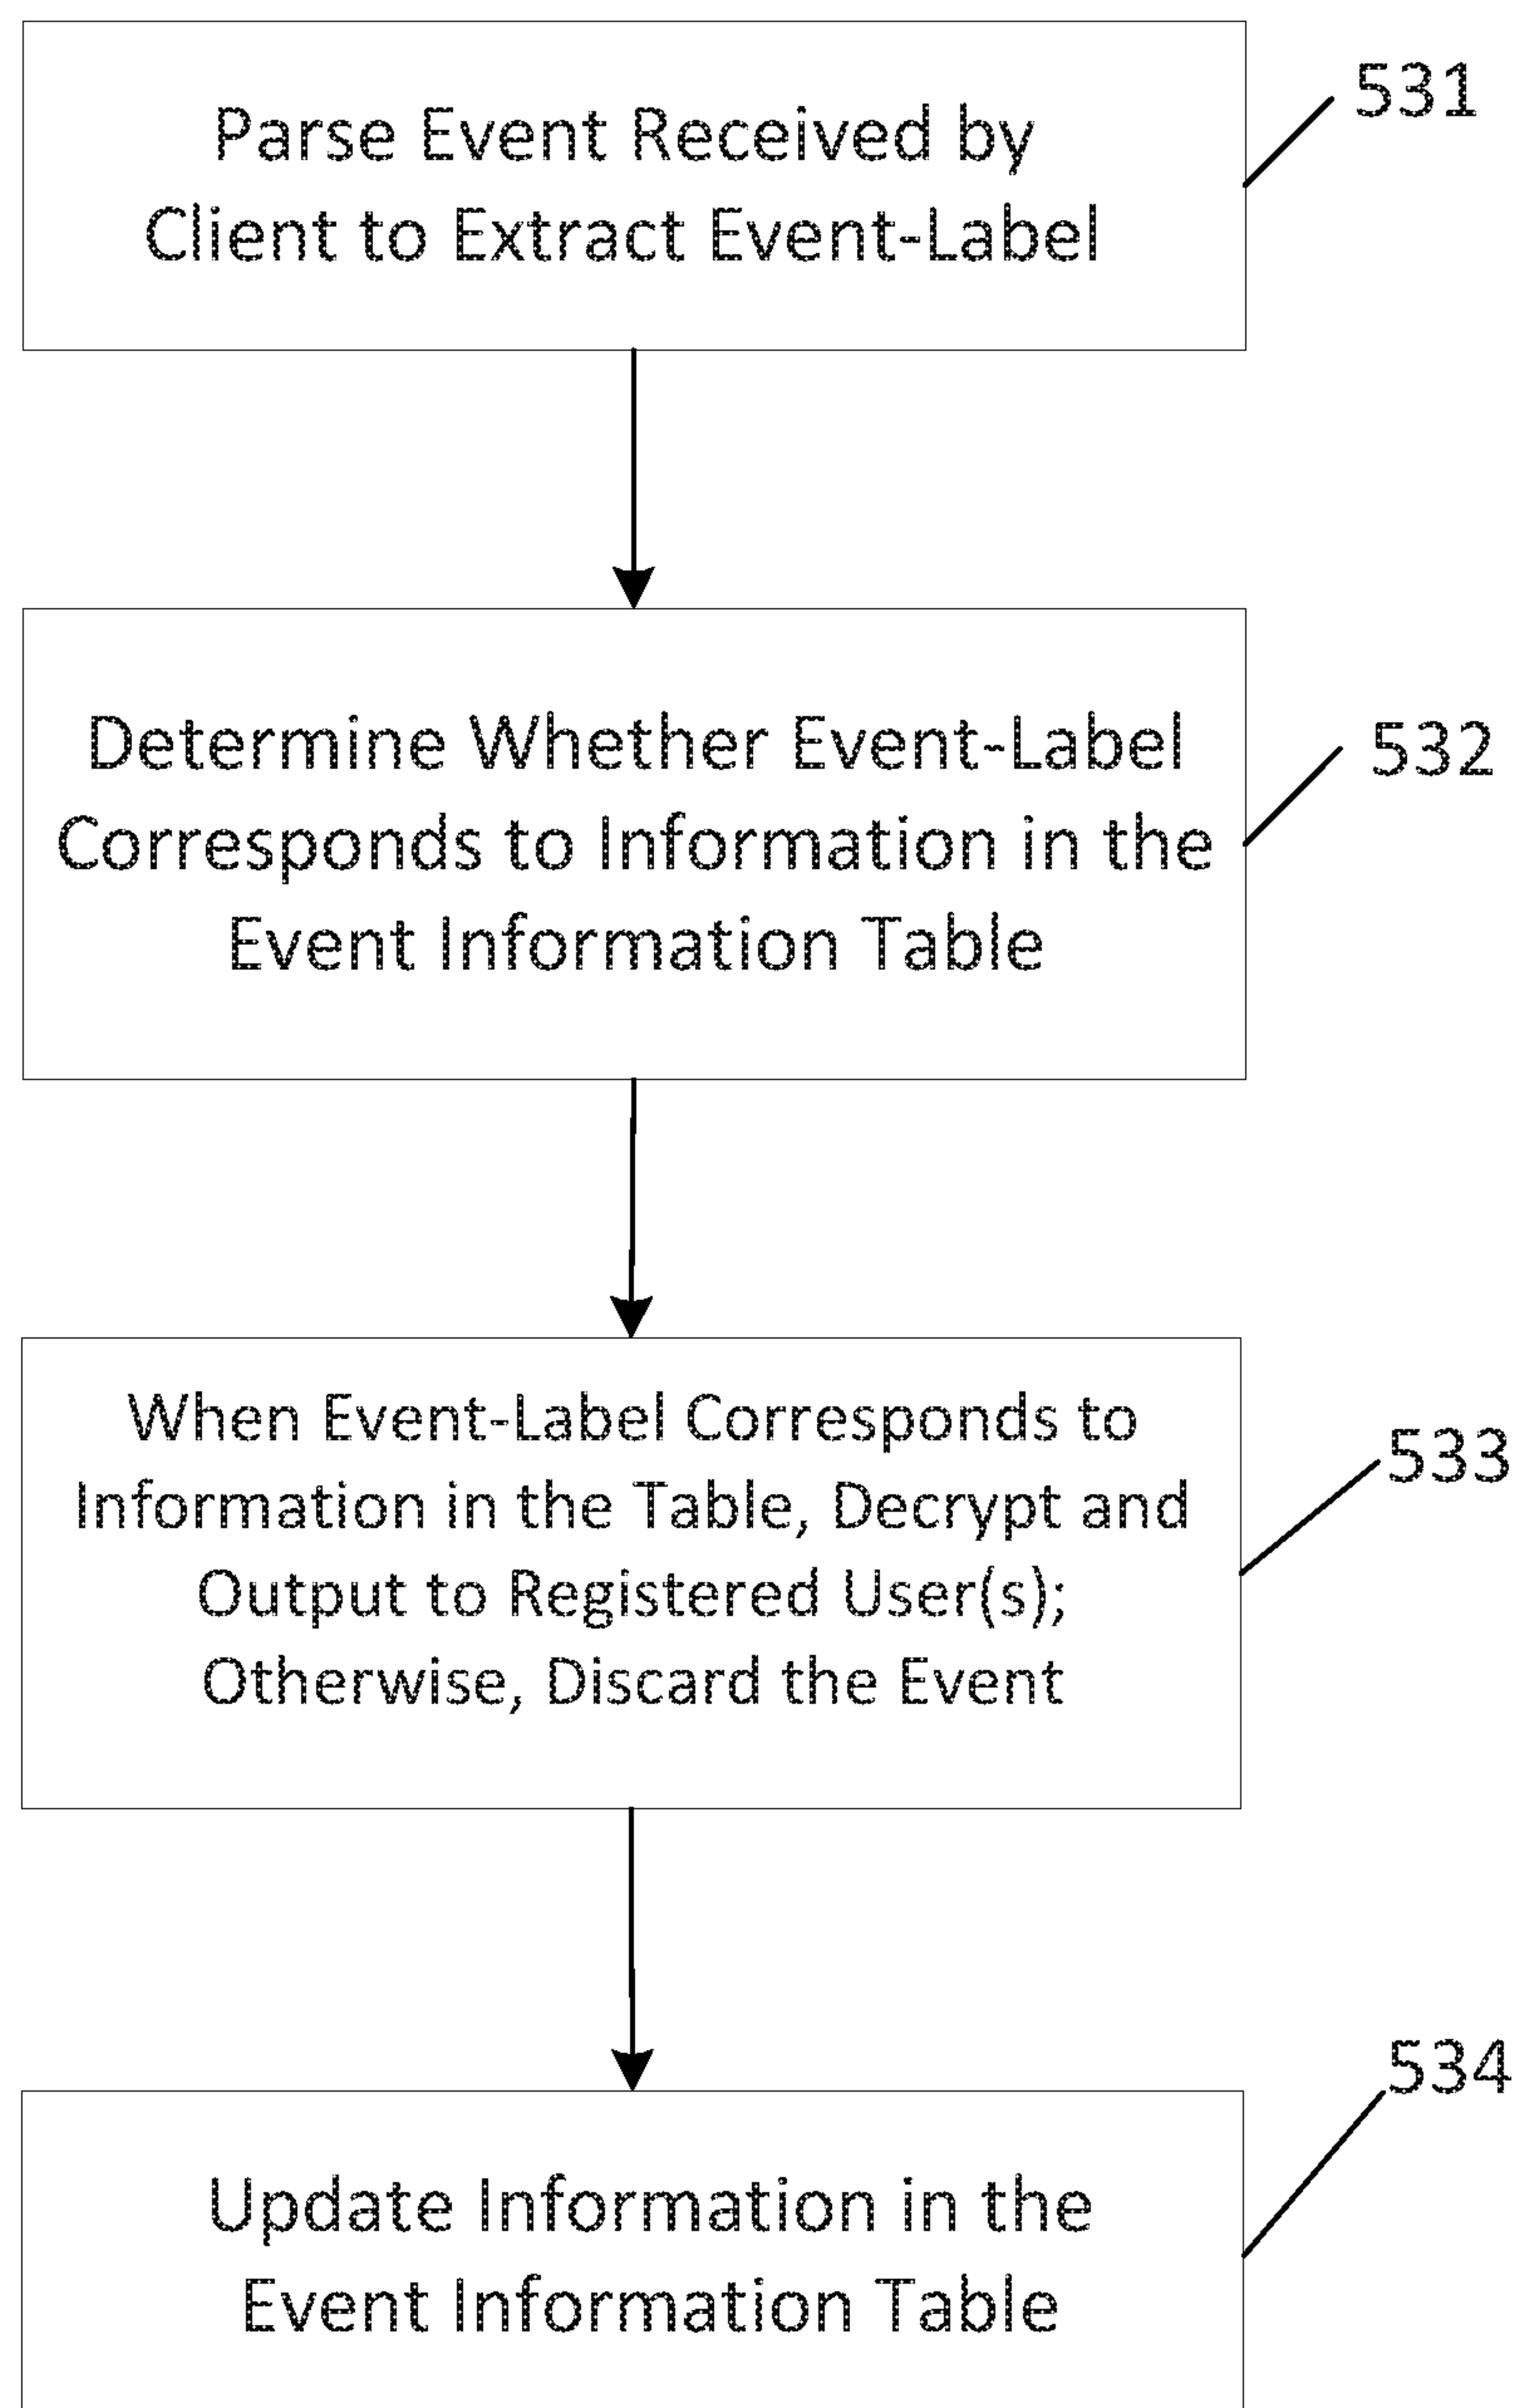 Parse Event Received by
Client to Extract Event-Label
531
Determine Whether Event-Label
Corresponds to Information in the
Event Information Table
532
When Event-Label Corresponds to
Information in the Table, Decrypt and
Output to Registered User(s);
Otherwise, Discard the Event
533
Update Information in the
Event Information Table
534